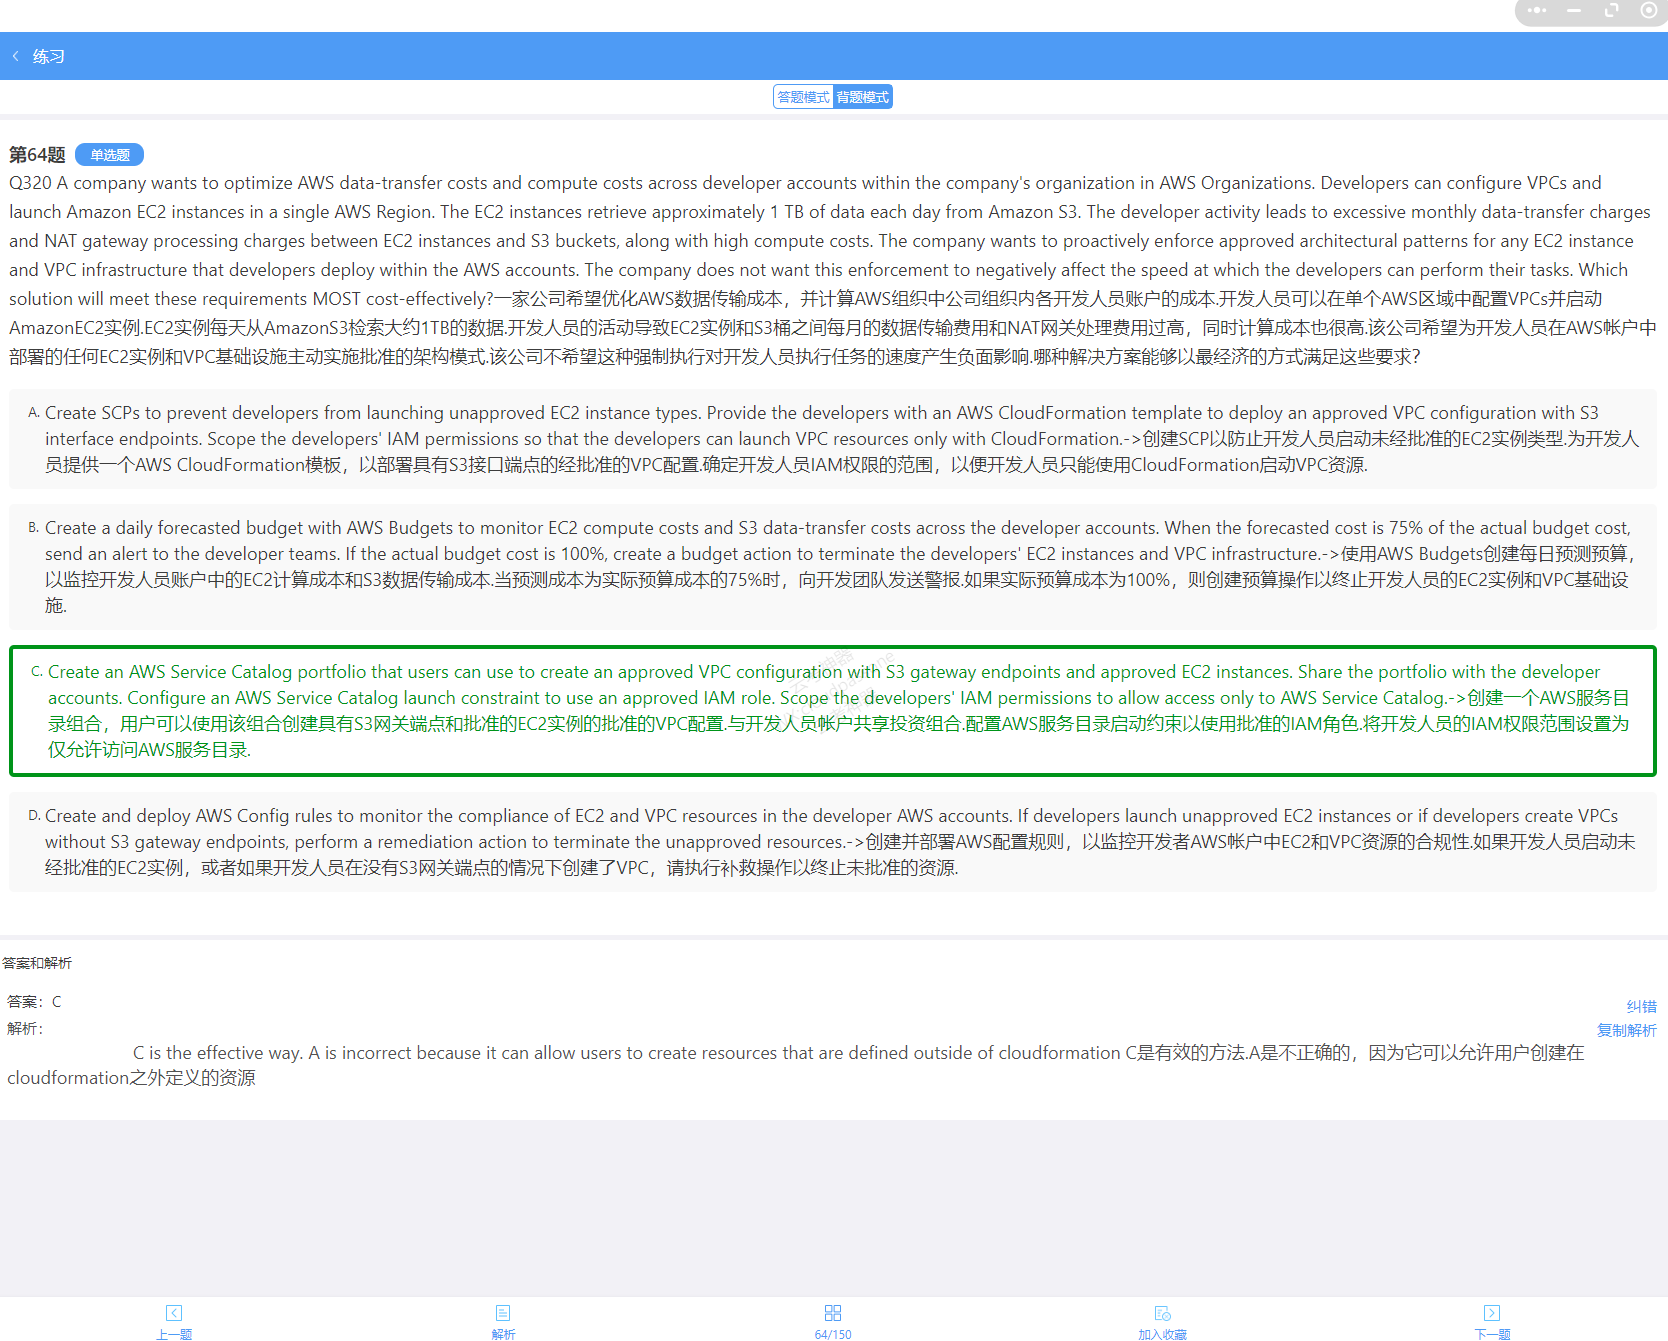 练习
答题模式 背题模式
第64题 单选题
Q320 A company wants to optimize AWS data-transfer costs and compute costs across developer accounts within the company's organization in AWS Organizations. Developers can configure VPCs and
launch Amazon EC2 instances in a single AWS Region. The EC2 instances retrieve approximately 1 TB of data each day from Amazon S3. The developer activity leads to excessive monthly data-transfer charges
and NAT gateway processing charges between EC2 instances and S3 buckets, along with high compute costs. The company wants to proactively enforce approved architectural patterns for any EC2 instance
and VPC infrastructure that developers deploy within the AWS accounts. The company does not want this enforcement to negatively affect the speed at which the developers can perform their tasks. Which
solution will meet these requirements MOST cost-effectively?一家公司希望优化AWS数据传输成本，并计算AWS组织中公司组织内各开发人员账户的成本.开发人员可以在单个AWS区域中配置VPCs并启动
AmazonEC2实例.EC2实例每天从AmazonS3检索大约1TB的数据.开发人员的活动导致EC2实例和S3桶之间每月的数据传输费用和NAT网关处理费用过高，同时计算成本也很高.该公司希望为开发人员在AWS帐户中
部署的任何EC2实例和VPC基础设施主动实施批准的架构模式.该公司不希望这种强制执行对开发人员执行任务的速度产生负面影响.哪种解决方案能够以最经济的方式满足这些要求？
A. Create SCPs to prevent developers from launching unapproved EC2 instance types. Provide the developers with an AWS CloudFormation template to deploy an approved VPC configuration with S3
interface endpoints. Scope the developers' IAM permissions so that the developers can launch VPC resources only with CloudFormation.->创建SCP以防止开发人员启动未经批准的EC2实例类型.为开发人
员提供一个AWS CloudFormation模板，以部署具有S3接口端点的经批准的VPC配置.确定开发人员IAM权限的范围，以便开发人员只能使用CloudFormation启动VPC资源.
B. Create a daily forecasted budget with AWS Budgets to monitor EC2 compute costs and S3 data-transfer costs across the developer accounts. When the forecasted cost is 75% of the actual budget cost,
send an alert to the developer teams. If the actual budget cost is 100%, create a budget action to terminate the developers' EC2 instances and VPC infrastructure.->使用AWS Budgets创建每日预测预算，
以监控开发人员账户中的EC2计算成本和S3数据传输成本.当预测成本为实际预算成本的75%时，向开发团队发送警报.如果实际预算成本为100%，则创建预算操作以终止开发人员的EC2实例和VPC基础设
施.
C. Create an AWS Service Catalog portfolio that users can use to create an approved VPC configuration with S3 gateway endpoints and approved EC2 instances. Share the portfolio with the developer
accounts. Configure an AWS Service Catalog launch constraint to use an approved IAM role. Scope the developers' IAM permissions to allow access only to AWS Service Catalog.->创建一个AWS服务目
录组合，用户可以使用该组合创建具有S3网关端点和批准的EC2实例的批准的VPC配置.与开发人员帐户共享投资组合.配置AWS服务目录启动约束以使用批准的IAM角色.将开发人员的IAM权限范围设置为
仅允许访问AWS服务目录.
D. Create and deploy AWS Config rules to monitor the compliance of EC2 and VPC resources in the developer AWS accounts. If developers launch unapproved EC2 instances or if developers create VPCs
without S3 gateway endpoints, perform a remediation action to terminate the unapproved resources.->创建并部署AWS配置规则，以监控开发者AWS帐户中EC2和VPC资源的合规性.如果开发人员启动未
经批准的EC2实例，或者如果开发人员在没有S3网关端点的情况下创建了VPC，请执行补救操作以终止未批准的资源.
答案和解析
答案：C
纠错
解析：
复制解析
C is the effective way. A is incorrect because it can allow users to create resources that are defined outside of cloudformation C是有效的方法.A是不正确的，因为它可以允许用户创建在
cloudformation之外定义的资源
上一题 解析 64/150 加入收藏 下一题